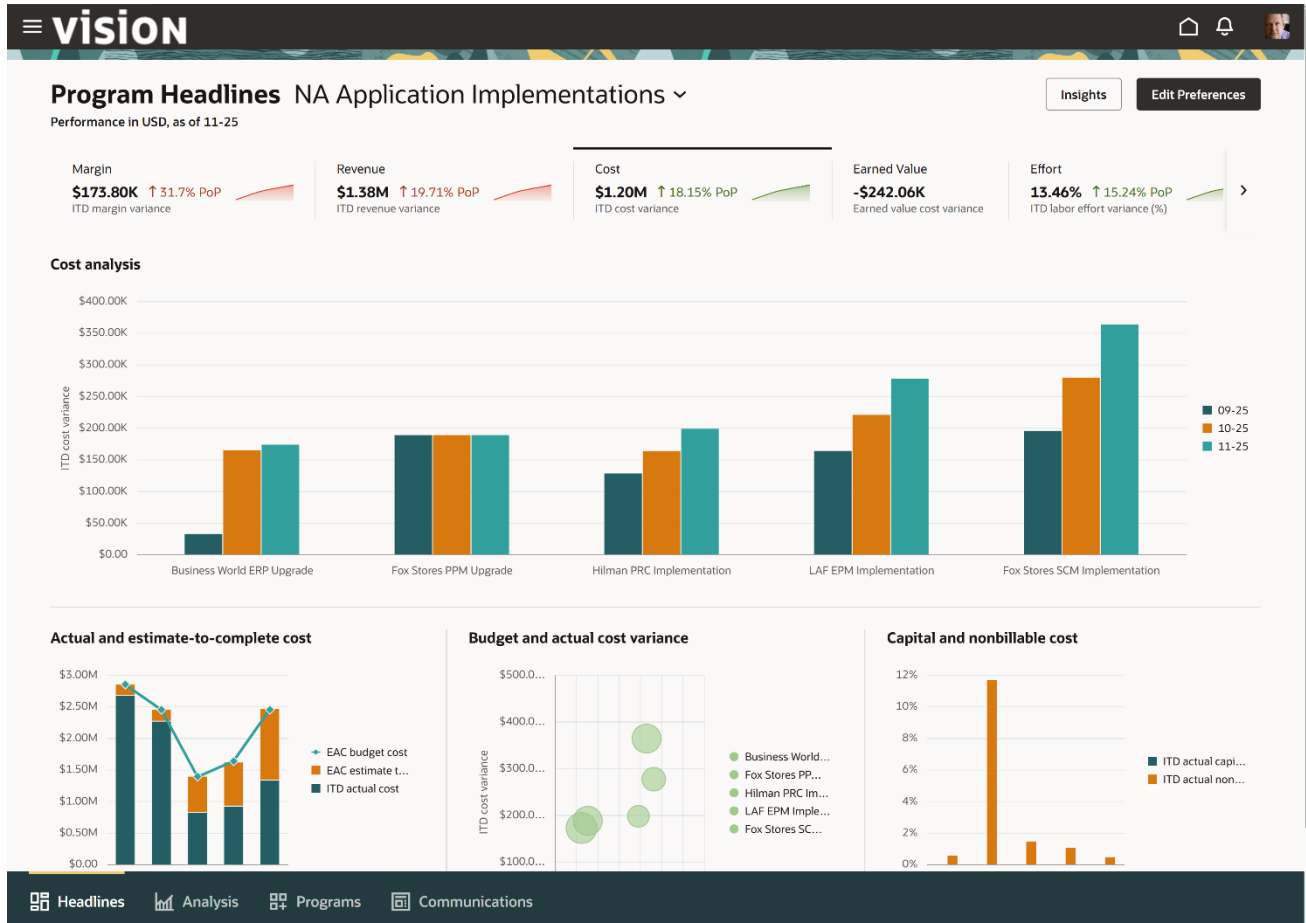 vision
Program Headlines NA Application Implementations
Insights
Edit Preferences
Performance in USD, as of 11-25
Margin
$173.80K ↑ 31.7% PoP
ITD margin variance
Revenue
$1.38M ↑ 19.71% PoP
ITD revenue variance
Cost
$1.20M ↑ 18.15% PoP
ITD cost variance
Earned Value
-$242.06K
Earned value cost variance
Effort
13.46% ↑ 15.24% PoP
ITD labor effort variance (%)
Cost analysis
ITD cost variance
$400.00K
$350.00K
$300.00K
$250.00K
$200.00K
$150.00K
$100.00K
$50.00K
$0.00
Business World ERP Upgrade
Fox Stores PPM Upgrade
Hilman PRC Implementation
LAF EPM Implementation
Fox Stores SCM Implementation
09-25
10-25
11-25
Actual and estimate-to-complete cost
$3.00M
$2.50M
$2.00M
$1.50M
$1.00M
$0.50M
$0.00
EAC budget cost
EAC estimate t...
ITD actual cost
Budget and actual cost variance
ITD cost variance
$500.0...
$400.0...
$300.0...
$200.0...
$100.0...
Business World...
Fox Stores PP...
Hilman PRC Im...
LAF EPM Imple...
Fox Stores SC...
Capital and nonbillable cost
12%
10%
8%
6%
4%
2%
0%
ITD actual capi...
ITD actual non...
Headlines
Analysis
Programs
Communications